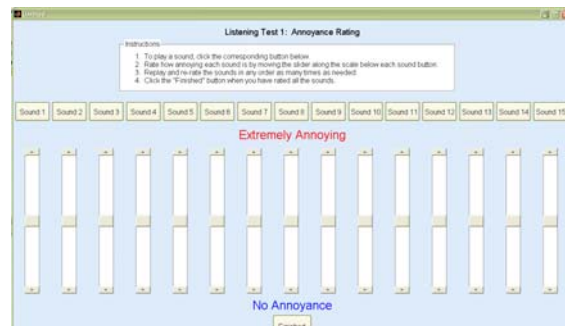 Listening Test 1: Annoyance Rating
Instructions
1. To play a sound, click the corresponding button below.
2. Rate how annoying each sound is by moving the slider along the scale below each sound button.
3. Replay and re-rate the sounds in any order as many times as needed.
4. Click the "Finished" button when you have rated all the sounds.
Sound 1 Sound 2 Sound 3 Sound 4 Sound 5 Sound 6 Sound 7 Sound 8 Sound 9 Sound 10 Sound 11 Sound 12 Sound 13 Sound 14 Sound 15
Extremely Annoying
No Annoyance
Finished